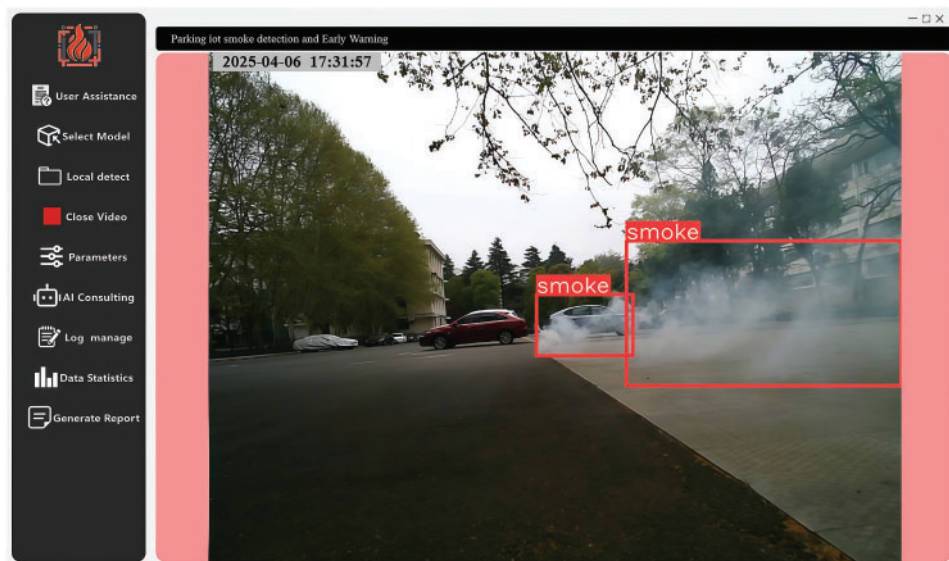 Parking iot smoke detection and Early Warning
2025-04-06 17:31:57
User Assistance
Select Model
Local detect
Close Video
Parameters
AI Consulting
Log manage
Data Statistics
Generate Report
smoke
smoke